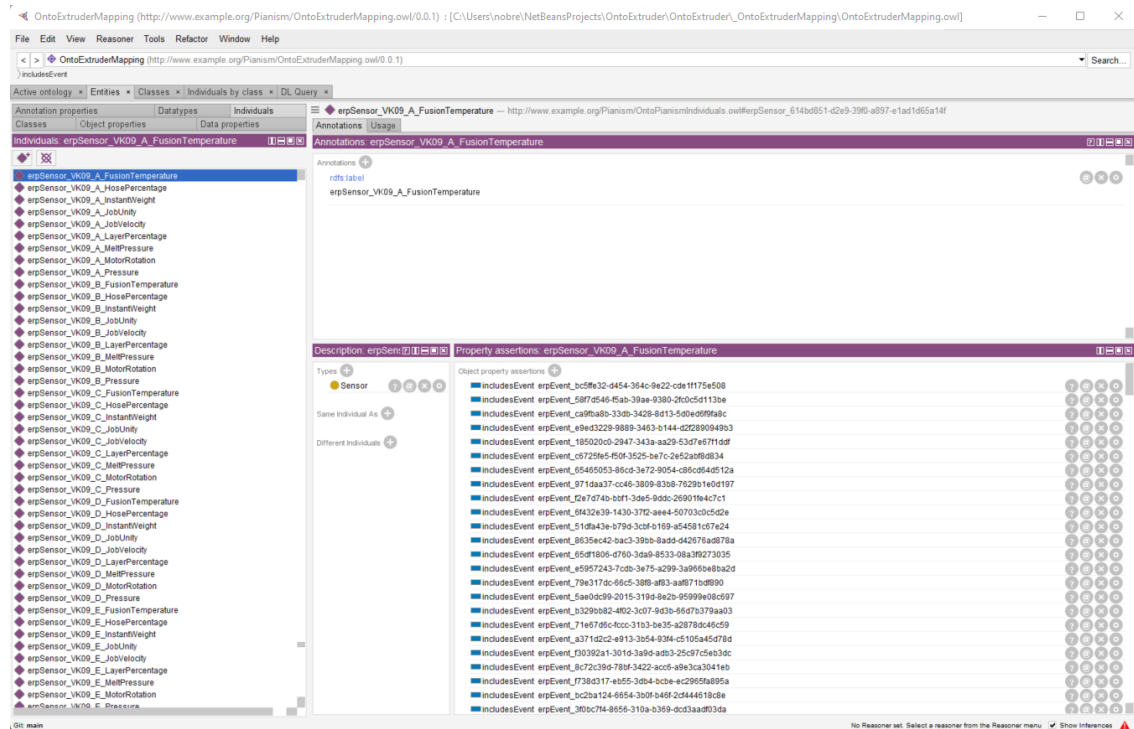 OntoExtruderMapping (http://www.example.org/Pianism/OntoExtruderMapping.owl/0.0.1) : [C:\Users\nobre\NetBeansProjects\OntoExtruder\OntoExtruder\_OntoExtruderMapping\OntoExtruderMapping.owl]
File Edit View Reasoner Tools Refactor Window Help
< > OntoExtruderMapping (http://www.example.org/Pianism/OntoExtruderMapping.owl/0.0.1) Search...
includesEvent
Active ontology × Entities × Classes × Individuals by class × DL Query ×
Annotation properties Datatypes Individuals
Classes Object properties Data properties
Individuals: erpSensor_VK09_A_FusionTemperature
erpSensor_VK09_A_FusionTemperature
erpSensor_VK09_A_HosePercentage
erpSensor_VK09_A_InstantWeight
erpSensor_VK09_A_JobUnity
erpSensor_VK09_A_JobVelocity
erpSensor_VK09_A_LayerPercentage
erpSensor_VK09_A_MeltPressure
erpSensor_VK09_A_MotorRotation
erpSensor_VK09_A_Pressure
erpSensor_VK09_B_FusionTemperature
erpSensor_VK09_B_HosePercentage
erpSensor_VK09_B_InstantWeight
erpSensor_VK09_B_JobUnity
erpSensor_VK09_B_JobVelocity
erpSensor_VK09_B_LayerPercentage
erpSensor_VK09_B_MeltPressure
erpSensor_VK09_B_MotorRotation
erpSensor_VK09_B_Pressure
erpSensor_VK09_C_FusionTemperature
erpSensor_VK09_C_HosePercentage
erpSensor_VK09_C_InstantWeight
erpSensor_VK09_C_JobUnity
erpSensor_VK09_C_JobVelocity
erpSensor_VK09_C_LayerPercentage
erpSensor_VK09_C_MeltPressure
erpSensor_VK09_C_MotorRotation
erpSensor_VK09_C_Pressure
erpSensor_VK09_D_FusionTemperature
erpSensor_VK09_D_HosePercentage
erpSensor_VK09_D_InstantWeight
erpSensor_VK09_D_JobUnity
erpSensor_VK09_D_JobVelocity
erpSensor_VK09_D_LayerPercentage
erpSensor_VK09_D_MeltPressure
erpSensor_VK09_D_MotorRotation
erpSensor_VK09_D_Pressure
erpSensor_VK09_E_FusionTemperature
erpSensor_VK09_E_HosePercentage
erpSensor_VK09_E_InstantWeight
erpSensor_VK09_E_JobUnity
erpSensor_VK09_E_JobVelocity
erpSensor_VK09_E_LayerPercentage
erpSensor_VK09_E_MeltPressure
erpSensor_VK09_E_MotorRotation
erpSensor_VK09_E_Pressure
erpSensor_VK09_A_FusionTemperature — http://www.example.org/Pianism/OntoPianismIndividuals.owl#erpSensor_614bd851-d2e9-39f0-a897-e1ad1d65a14f
Annotations Usage
Annotations: erpSensor_VK09_A_FusionTemperature
Annotations
rdfs:label
erpSensor_VK09_A_FusionTemperature
Description: erpSens
Types
Sensor
Same Individual As
Different Individuals
Property assertions: erpSensor_VK09_A_FusionTemperature
Object property assertions
includesEvent erpEvent_bc5ffe32-d454-364c-9e22-cde1f175e508
includesEvent erpEvent_58f7d546-f5ab-39ae-9380-2fc0c5d113be
includesEvent erpEvent_ca9fba8b-33db-3428-8d13-5d0ed6f9fa8c
includesEvent erpEvent_e9ed3229-9889-3463-b144-d2f2890949b3
includesEvent erpEvent_185020c0-2947-343a-aa29-53d7e67f1ddf
includesEvent erpEvent_c6725fe5-f50f-3525-be7c-2e52abf8d834
includesEvent erpEvent_65465053-86cd-3e72-9054-c86cd64d512a
includesEvent erpEvent_971daa37-cc46-3809-83b8-7629b1e0d197
includesEvent erpEvent_f2e7d74b-bbf1-3de5-9ddc-26901fe4c7c1
includesEvent erpEvent_6f432e39-1430-37f2-aee4-50703c0c5d2e
includesEvent erpEvent_51dfa43e-b79d-3cbf-b169-a54581c67e24
includesEvent erpEvent_8635ec42-bac3-39bb-8add-d42676ad878a
includesEvent erpEvent_65df1806-d760-3da9-8533-08a3f9273035
includesEvent erpEvent_e5957243-7cdb-3e75-a299-3a966be8ba2d
includesEvent erpEvent_79e317dc-66c5-38f8-af83-aaf871bdf890
includesEvent erpEvent_5ae0dc99-2015-319d-8e2b-95999e08c697
includesEvent erpEvent_b329bb82-4f02-3c07-9d3b-66d7b379aa03
includesEvent erpEvent_71e67d6c-fccc-31b3-be35-a2878dc46c59
includesEvent erpEvent_a371d2c2-e913-3b54-93f4-c5105a45d78d
includesEvent erpEvent_f30392a1-301d-3a9d-adb3-25c97c5eb3dc
includesEvent erpEvent_8c72c39d-78bf-3422-acc6-a9e3ca3041eb
includesEvent erpEvent_f738d317-eb55-3db4-bcbe-ec2965fa895a
includesEvent erpEvent_bc2ba124-6654-3b0f-b46f-2cf444618c8e
includesEvent erpEvent_3f0bc7f4-8656-310a-b369-dcd3aadf03da
Git: main
No Reasoner set. Select a reasoner from the Reasoner menu Show Inferences